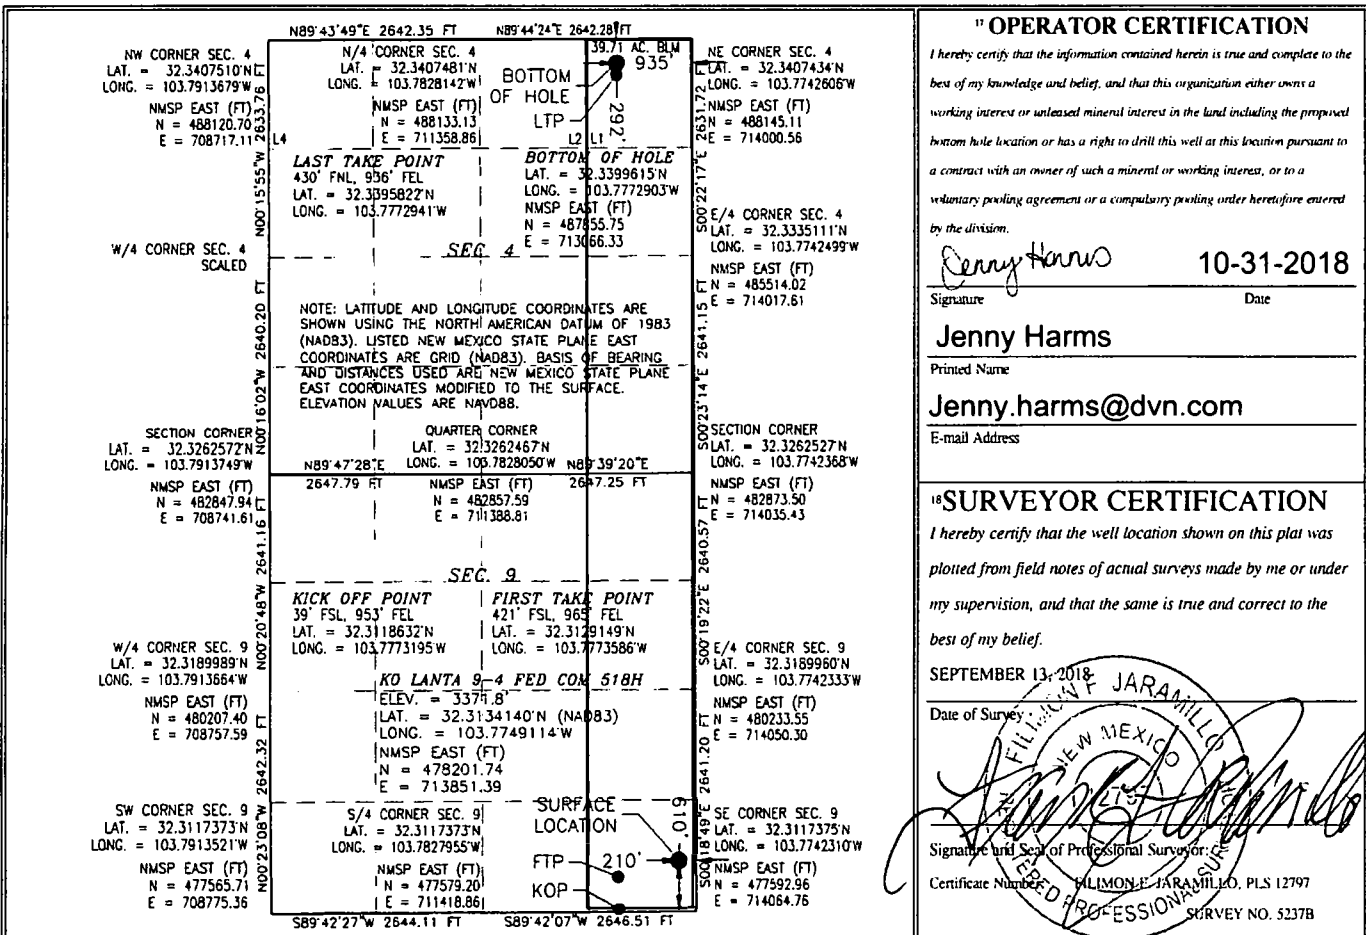 N89°43'49"E 2642.35 FT
N89°44'24"E 2642.28 FT
NW CORNER SEC. 4
LAT. = 32.3407510'N
LONG. = 103.7913679'W
NMSP EAST (FT)
N = 488120.70
E = 708717.11
N/4 CORNER SEC. 4
LAT. = 32.3407481'N
LONG. = 103.7828142'W
NMSP EAST (FT)
N = 488133.13
E = 711358.86
BOTTOM
OF HOLE
LTP
39.71 AC. BLM
935'
292'
NE CORNER SEC. 4
LAT. = 32.3407434'N
LONG. = 103.7742606'W
NMSP EAST (FT)
N = 488145.11
E = 714000.56
L4
L2
L1
N00°15'55"W 2633.76 FT
S00°22'17"E 2631.72 FT
LAST TAKE POINT
430' FNL, 956' FEL
LAT. = 32.3395822'N
LONG. = 103.7772941'W
BOTTOM OF HOLE
LAT. = 32.3399615'N
LONG. = 103.7772903'W
NMSP EAST (FT)
N = 487855.75
E = 713066.33
W/4 CORNER SEC. 4
SCALED
SEC. 4
E/4 CORNER SEC. 4
LAT. = 32.3335111'N
LONG. = 103.7742499'W
NMSP EAST (FT)
N = 485514.02
E = 714017.61
N00°16'02"W 2640.20 FT
S00°23'14"E 2641.15 FT
NOTE: LATITUDE AND LONGITUDE COORDINATES ARE
SHOWN USING THE NORTH AMERICAN DATUM OF 1983
(NAD83). LISTED NEW MEXICO STATE PLANE EAST
COORDINATES ARE GRID (NAD83). BASIS OF BEARING
AND DISTANCES USED ARE NEW MEXICO STATE PLANE
EAST COORDINATES MODIFIED TO THE SURFACE.
ELEVATION VALUES ARE NAVD88.
SECTION CORNER
LAT. = 32.3262572'N
LONG. = 103.7913749'W
NMSP EAST (FT)
N = 482847.94
E = 708741.61
QUARTER CORNER
LAT. = 32.3262467'N
LONG. = 103.7828050'W
N89°47'28"E
2647.79 FT
N89°39'20"E
2647.25 FT
NMSP EAST (FT)
N = 482857.59
E = 711388.81
SECTION CORNER
LAT. = 32.3262527'N
LONG. = 103.7742368'W
NMSP EAST (FT)
N = 482873.50
E = 714035.43
N00°20'48"W 2641.16 FT
S00°19'22"E 2640.57 FT
SEC. 9
KICK OFF POINT
39' FSL, 953' FEL
LAT. = 32.3118632'N
LONG. = 103.7773195'W
FIRST TAKE POINT
421' FSL, 965' FEL
LAT. = 32.3129149'N
LONG. = 103.7773586'W
W/4 CORNER SEC. 9
LAT. = 32.3189989'N
LONG. = 103.7913664'W
NMSP EAST (FT)
N = 480207.40
E = 708757.59
E/4 CORNER SEC. 9
LAT. = 32.3189960'N
LONG. = 103.7742333'W
NMSP EAST (FT)
N = 480233.55
E = 714050.30
KO LANTA 9-4 FED COM 518H
ELEV. = 3371.8'
LAT. = 32.3134140'N (NAD83)
LONG. = 103.7749114'W
NMSP EAST (FT)
N = 478201.74
E = 713851.39
N00°23'08"W 2642.32 FT
S00°18'49"E 2641.20 FT
SW CORNER SEC. 9
LAT. = 32.3117373'N
LONG. = 103.7913521'W
NMSP EAST (FT)
N = 477565.71
E = 708775.36
S/4 CORNER SEC. 9
LAT. = 32.3117373'N
LONG. = 103.7827955'W
NMSP EAST (FT)
N = 477579.20
E = 711418.86
SURFACE
LOCATION
FTP
KOP
210'
610'
SE CORNER SEC. 9
LAT. = 32.3117375'N
LONG. = 103.7742310'W
NMSP EAST (FT)
N = 477592.96
E = 714064.76
S89°42'27"W 2644.11 FT
S89°42'07"W 2646.51 FT
17 OPERATOR CERTIFICATION
I hereby certify that the information contained herein is true and complete to the
best of my knowledge and belief, and that this organization either owns a
working interest or unleased mineral interest in the land including the proposed
bottom hole location or has a right to drill this well at this location pursuant to
a contract with an owner of such a mineral or working interest, or to a
voluntary pooling agreement or a compulsory pooling order heretofore entered
by the division.
Jenny Harms 10-31-2018
Signature Date
Jenny Harms
Printed Name
Jenny.harms@dvn.com
E-mail Address
18 SURVEYOR CERTIFICATION
I hereby certify that the well location shown on this plat was
plotted from field notes of actual surveys made by me or under
my supervision, and that the same is true and correct to the
best of my belief.
SEPTEMBER 13, 2018
Date of Survey
FILIMON F. JARAMILLO
NEW MEXICO
Signature and Seal of Professional Surveyor:
Certificate Number FILIMON F. JARAMILLO, PLS 12797
PROFESSIONAL
SURVEY NO. 5237B